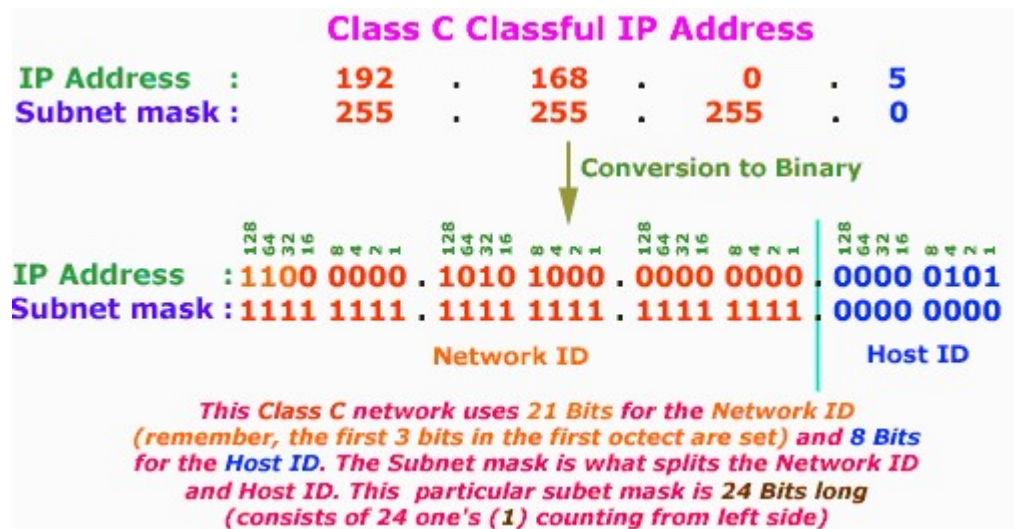 Class C Classful IP Address
IP Address : 192 . 168 . 0 . 5
Subnet mask : 255 . 255 . 255 . 0
Conversion to Binary
128 64 32 16 8 4 2 1 128 64 32 16 8 4 2 1 128 64 32 16 8 4 2 1 128 64 32 16 8 4 2 1
IP Address : 1100 0000 . 1010 1000 . 0000 0000 . 0000 0101
Subnet mask : 1111 1111 . 1111 1111 . 1111 1111 . 0000 0000
Network ID Host ID
This Class C network uses 21 Bits for the Network ID
(remember, the first 3 bits in the first octect are set) and 8 Bits
for the Host ID. The Subnet mask is what splits the Network ID
and Host ID. This particular subet mask is 24 Bits long
(consists of 24 one's (1) counting from left side)